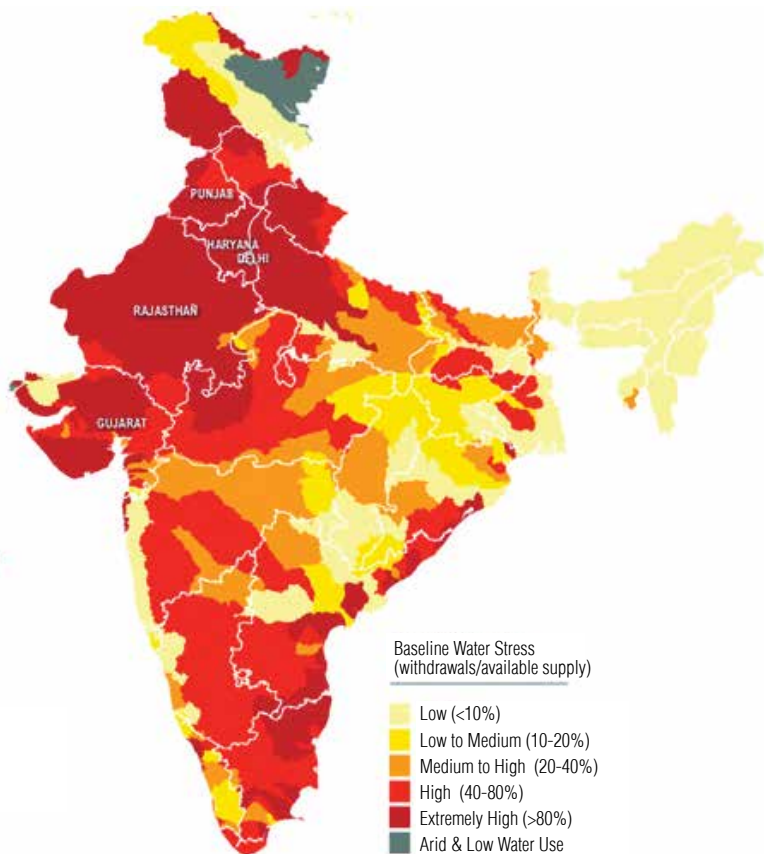 PUNJAB
HARYANA
DELHI
RAJASTHAÑ
GUJARAT
Baseline Water Stress
(withdrawals/available supply)
Low (<10%)
Low to Medium (10-20%)
Medium to High (20-40%)
High (40-80%)
Extremely High (>80%)
Arid & Low Water Use